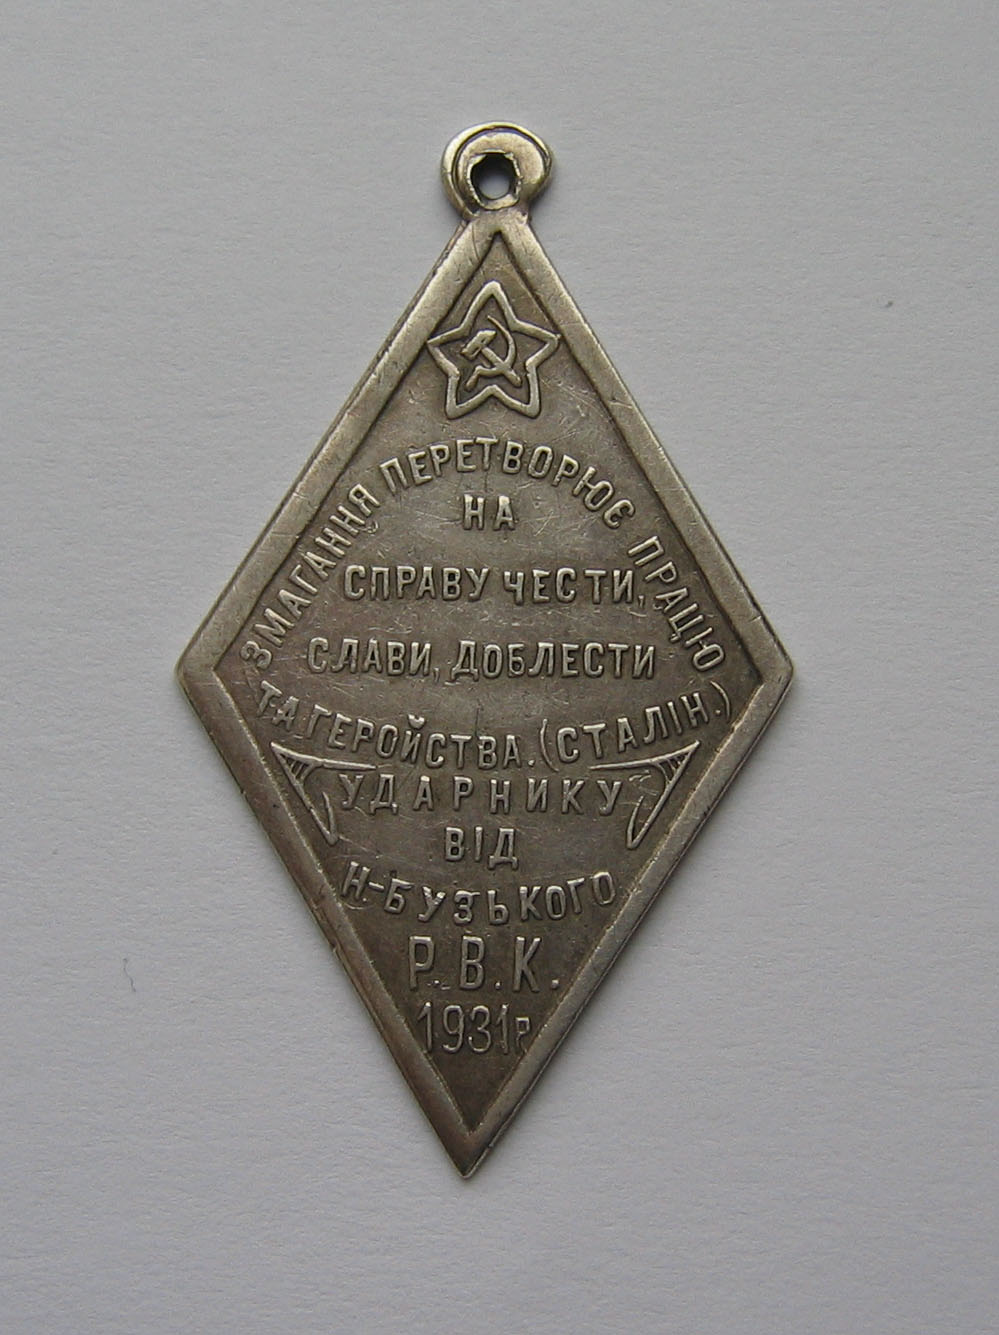 ЗМАГАННЯ ПЕРЕТВОРЮЄ ПРАЦЮ
НА
СПРАВУ ЧЕСТИ,
СЛАВИ, ДОБЛЕСТИ
ТА ГЕРОЙСТВА. (СТАЛІН.)
УДАРНИКУ
ВІД
Н-БУЗЬКОГО
Р.В.К.
1931р